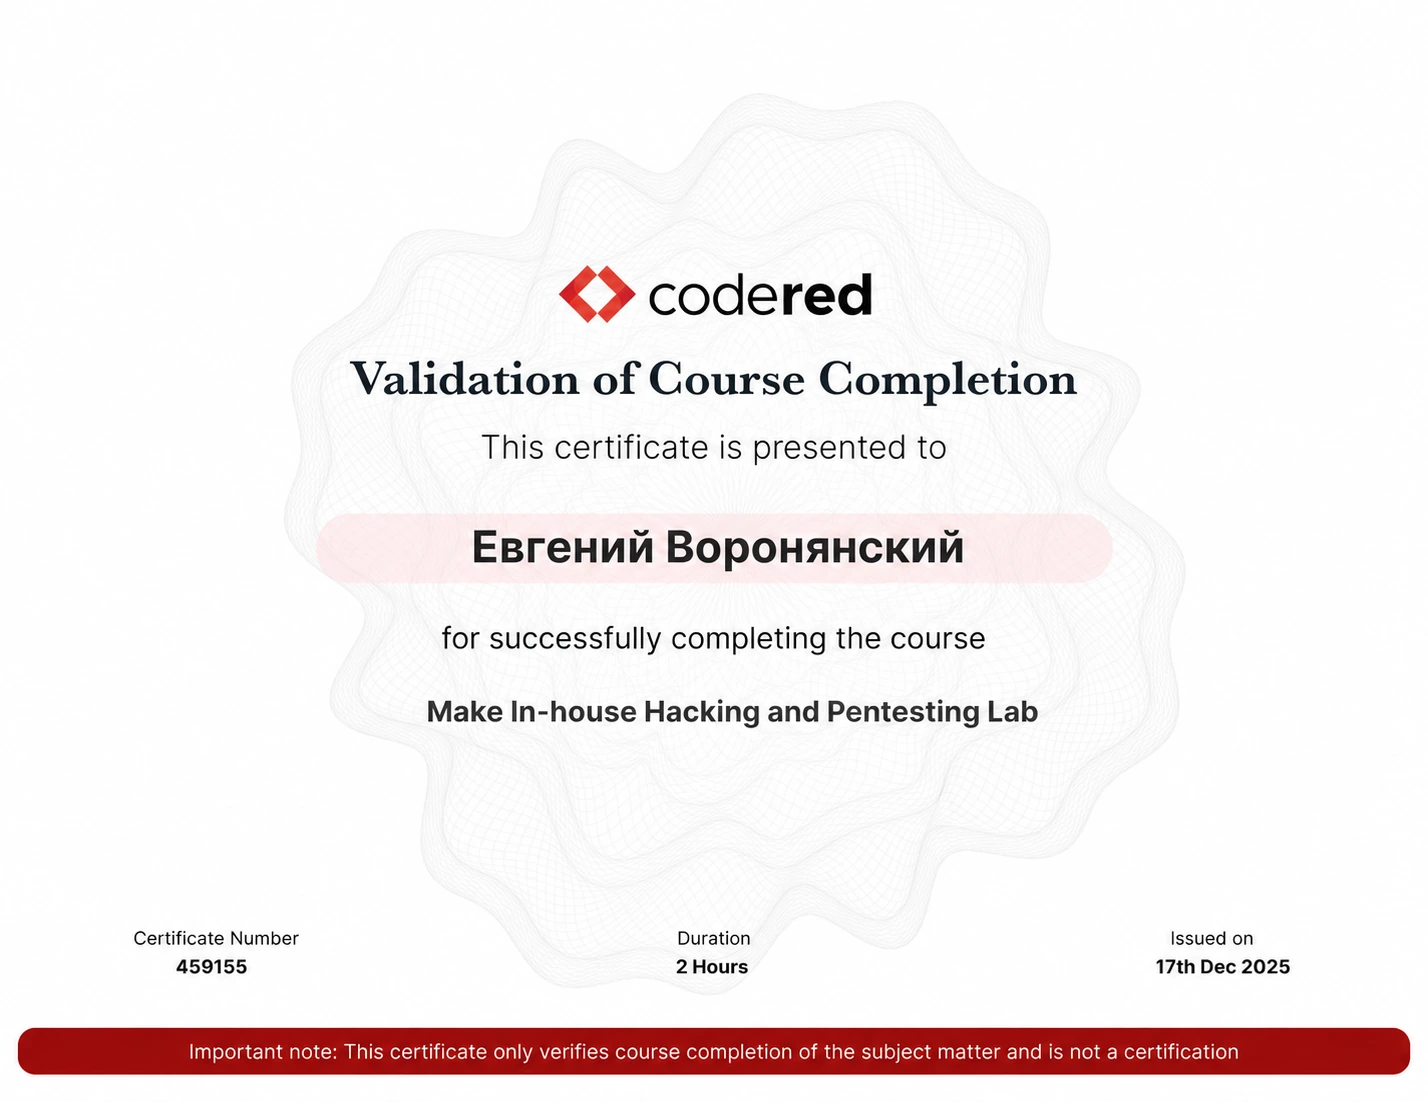 codered
Validation of Course Completion
This certificate is presented to
Евгений Воронянский
for successfully completing the course
Make In-house Hacking and Pentesting Lab
Certificate Number
459155
Duration
2 Hours
Issued on
17th Dec 2025
Important note: This certificate only verifies course completion of the subject matter and is not a certification